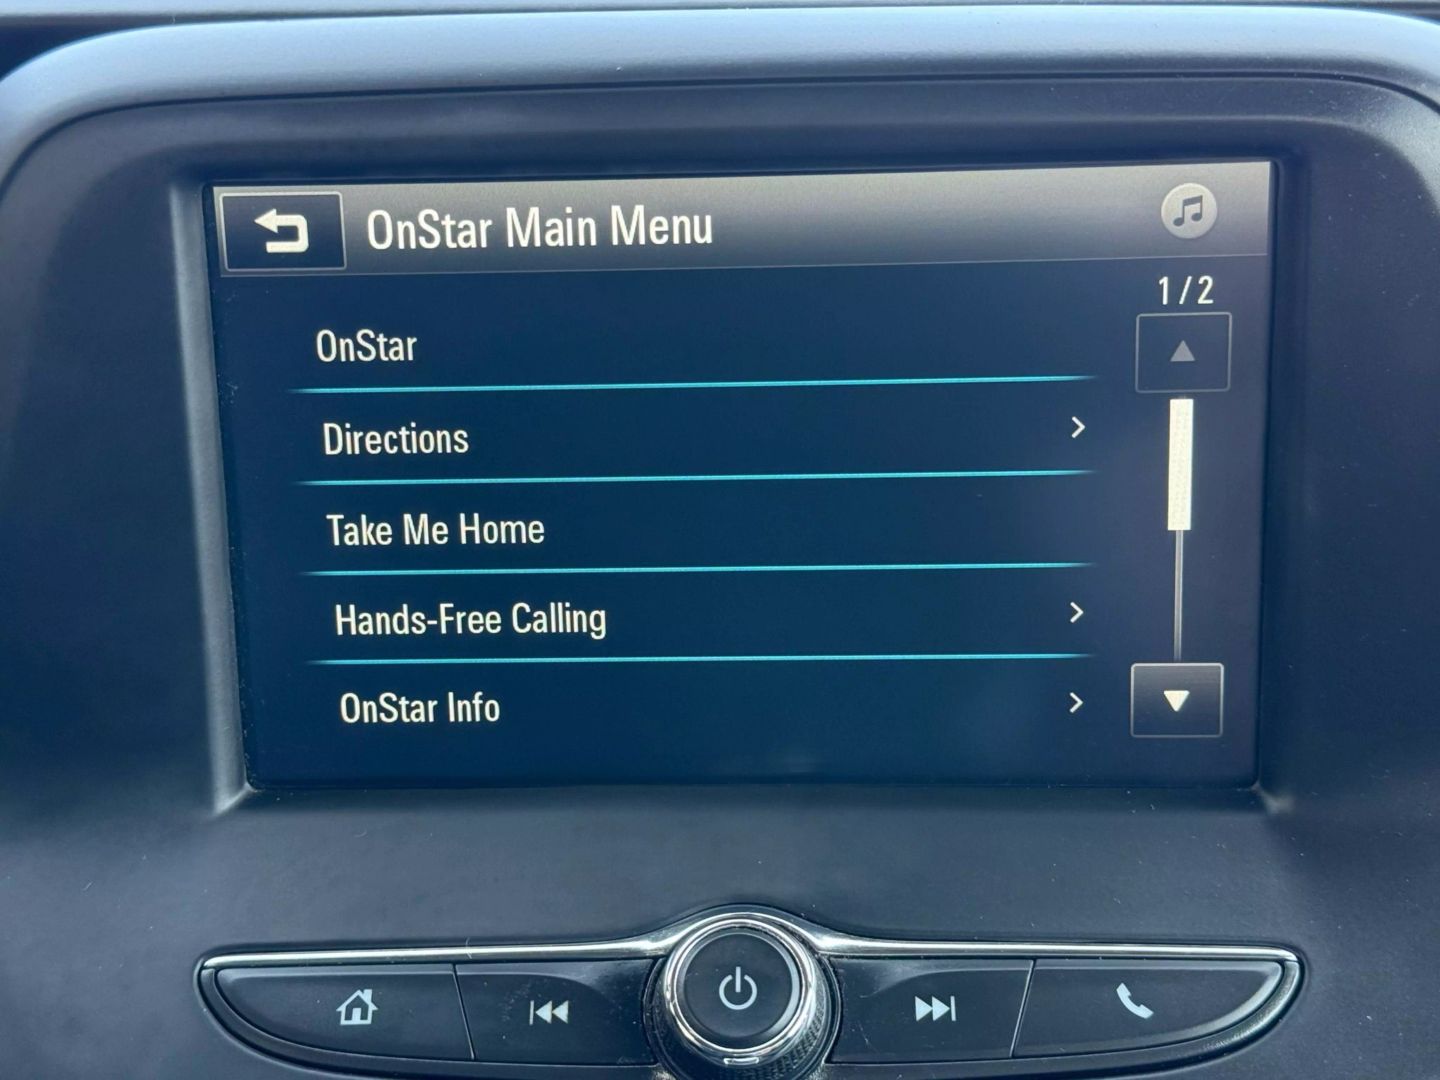 OnStar Main Menu
1/2
OnStar
Directions
Take Me Home
Hands-Free Calling
OnStar Info